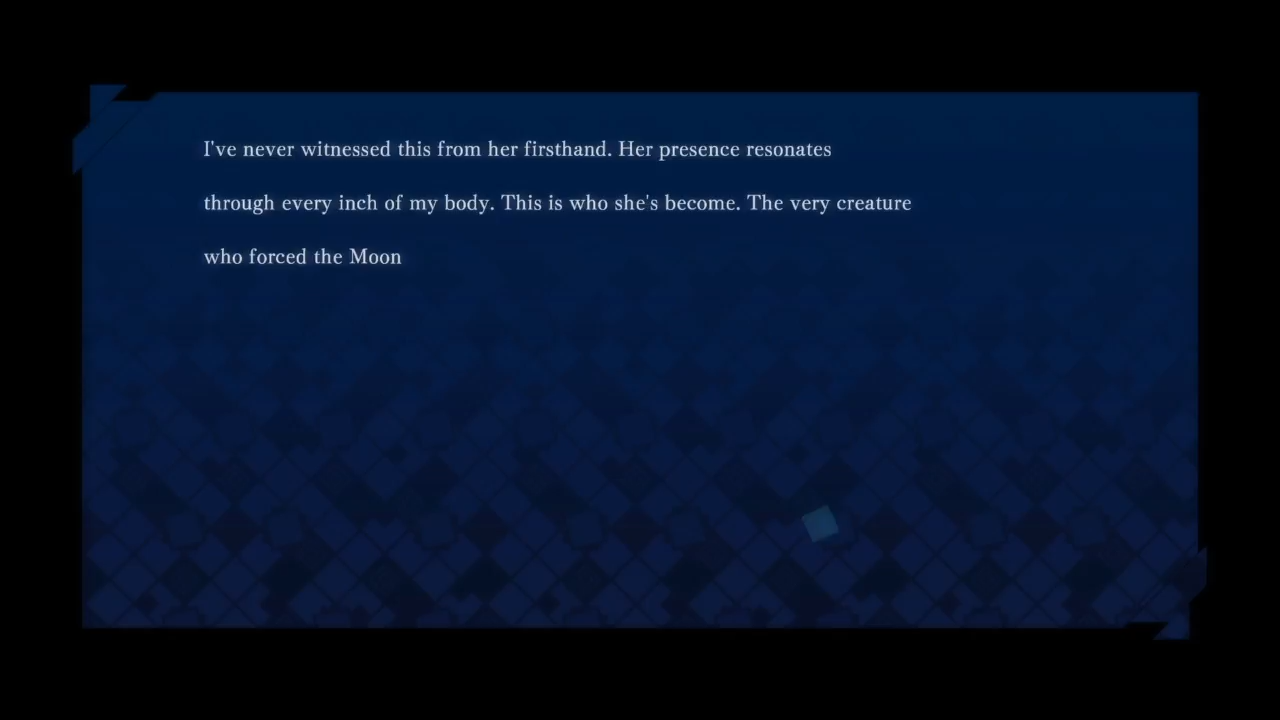 I've never witnessed this from her firsthand. Her presence resonates
through every inch of my body. This is who she's become. The very creature
who forced the Moon